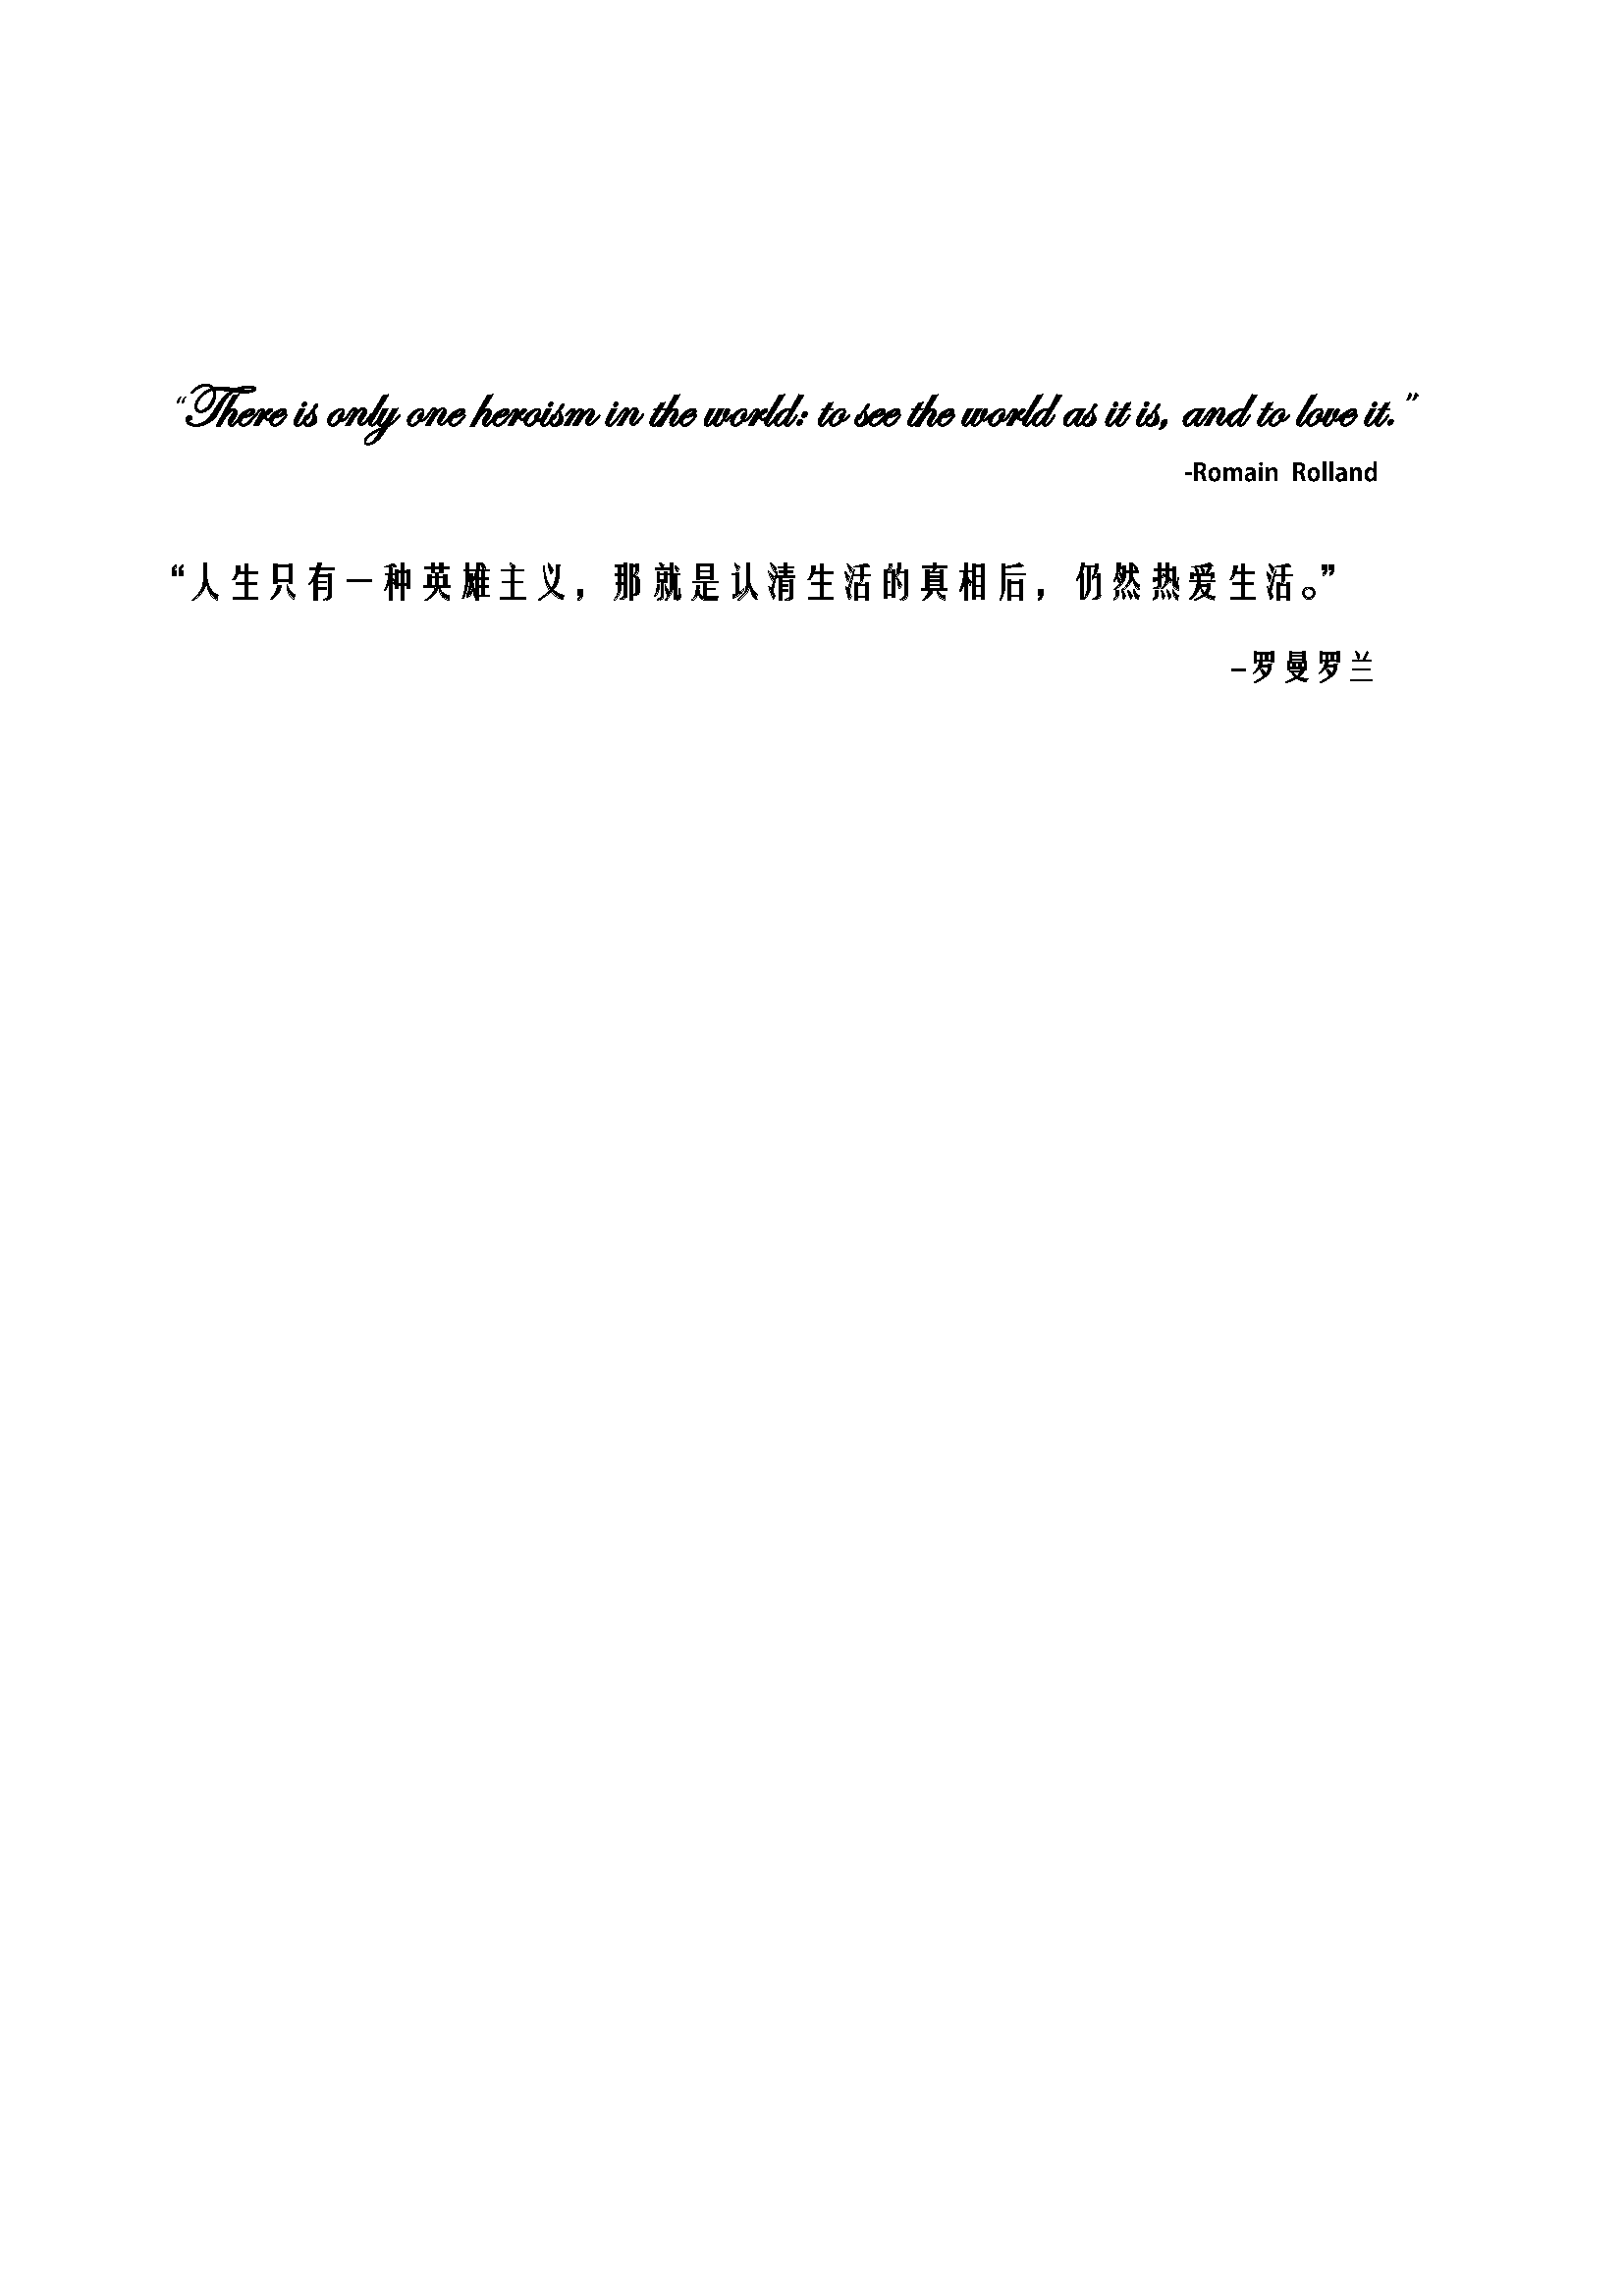 “There is only one heroism in the world: to see the world as it is, and to love it.”
-Romain Rolland
“人生只有一种英雄主义，那就是认清生活的真相后，仍然热爱生活。”
–罗曼罗兰